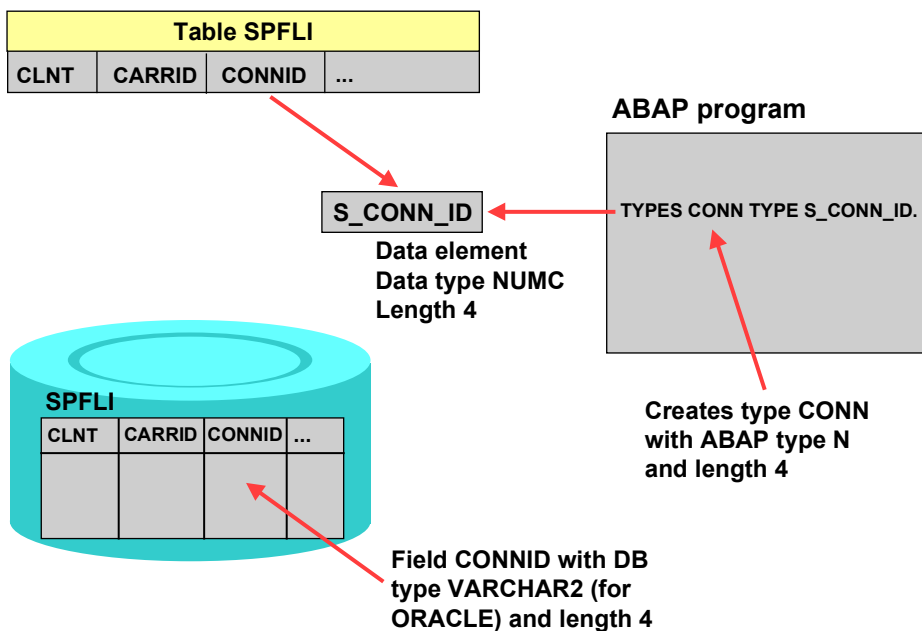 Table SPFLI
CLNT CARRID CONNID ...
ABAP program
TYPES CONN TYPE S_CONN_ID.
S_CONN_ID
Data element
Data type NUMC
Length 4
Creates type CONN
with ABAP type N
and length 4
SPFLI
CLNT CARRID CONNID ...
Field CONNID with DB
type VARCHAR2 (for
ORACLE) and length 4